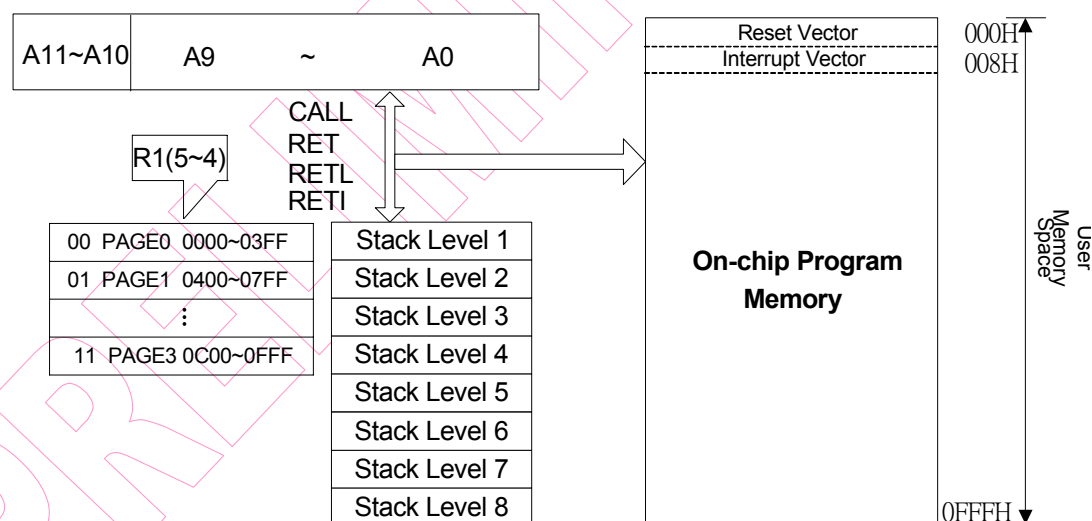 A11~A10 A9 ~ A0
CALL
RET
RETL
RETI
R1(5~4)
00 PAGE0 0000~03FF
01 PAGE1 0400~07FF
⋮
11 PAGE3 0C00~0FFF
Stack Level 1
Stack Level 2
Stack Level 3
Stack Level 4
Stack Level 5
Stack Level 6
Stack Level 7
Stack Level 8
Reset Vector
000H
Interrupt Vector
008H
On-chip Program
Memory
0FFFH
User
Memory
Space